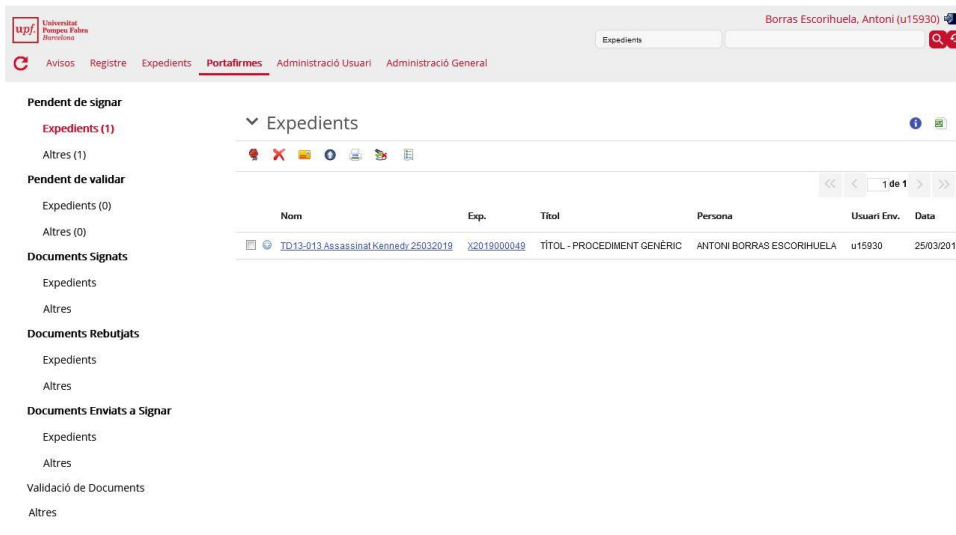 upf. Universitat
Pompeu Fabra
Barcelona
Borras Escorihuela, Antoni (u15930)
Expedients
Avisos Registre Expedients Portafirmes Administració Usuari Administració General
Pendent de signar
Expedients (1)
Altres (1)
Pendent de validar
Expedients (0)
Altres (0)
Documents Signats
Expedients
Altres
Documents Rebutjats
Expedients
Altres
Documents Enviats a Signar
Expedients
Altres
Validació de Documents
Altres
Expedients
1 de 1
Nom Exp. Títol Persona Usuari Env. Data
TD13-013 Assassinat Kennedy 25032019 X2019000049 TÍTOL - PROCEDIMENT GENÈRIC ANTONI BORRAS ESCORIHUELA u15930 25/03/201